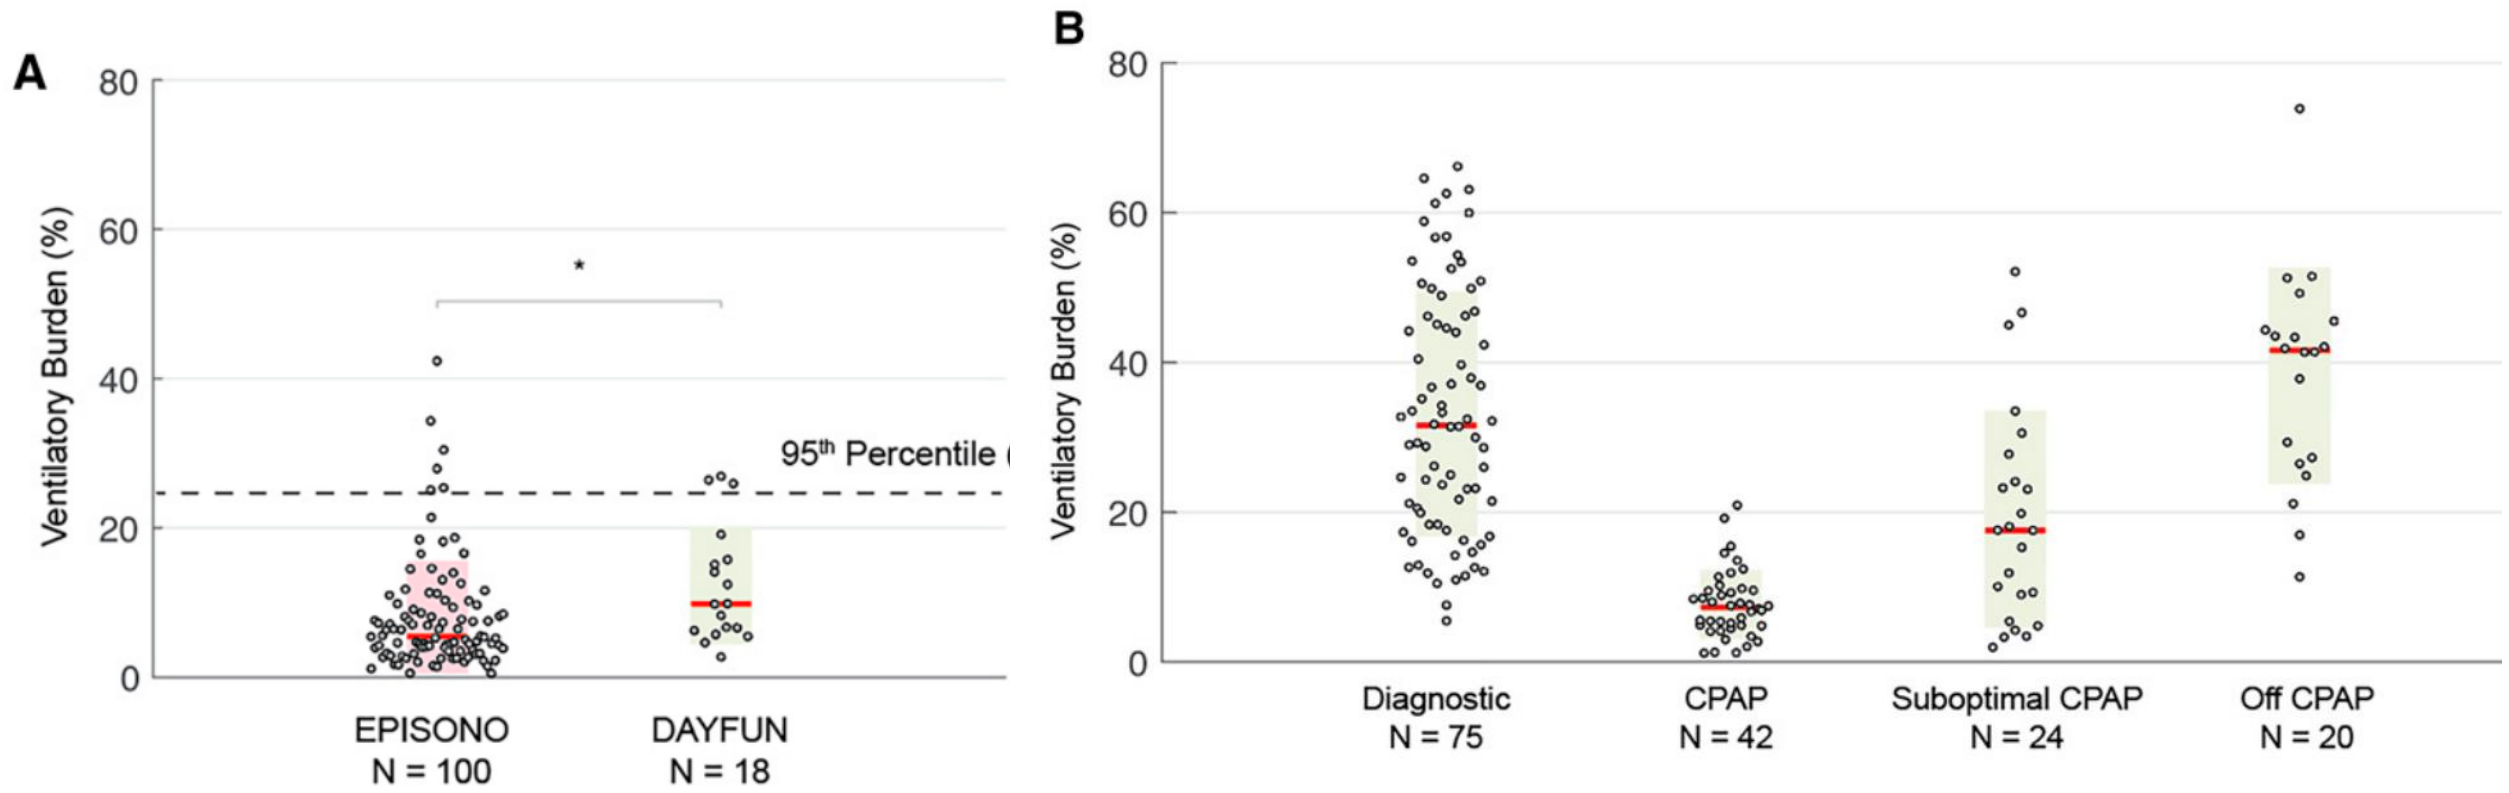 A
80
60
40
20
0
Ventilatory Burden (%)
*
95th Percentile (
EPISONO
N = 100
DAYFUN
N = 18
B
80
60
40
20
0
Ventilatory Burden (%)
Diagnostic
N = 75
CPAP
N = 42
Suboptimal CPAP
N = 24
Off CPAP
N = 20